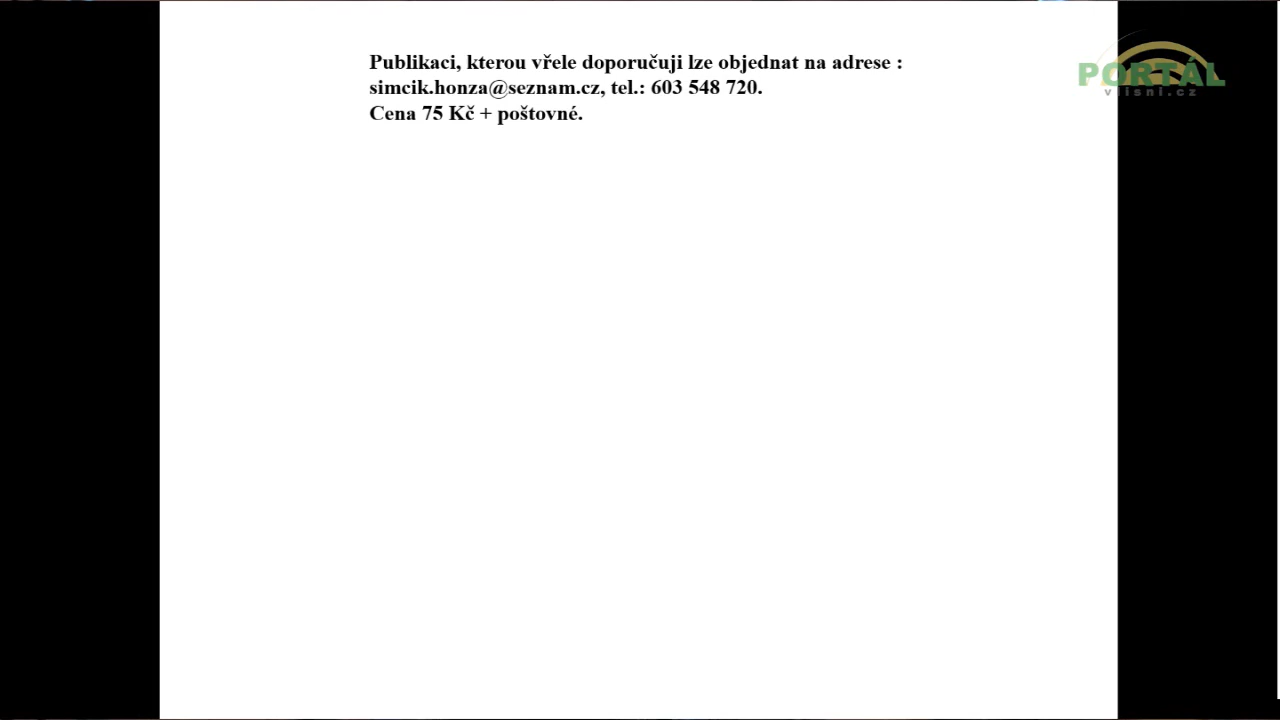 Publikaci, kterou vřele doporučuji lze objednat na adrese :
simcik.honza@seznam.cz, tel.: 603 548 720.
Cena 75 Kč + poštovné.
PORTÁL
vlisni.cz